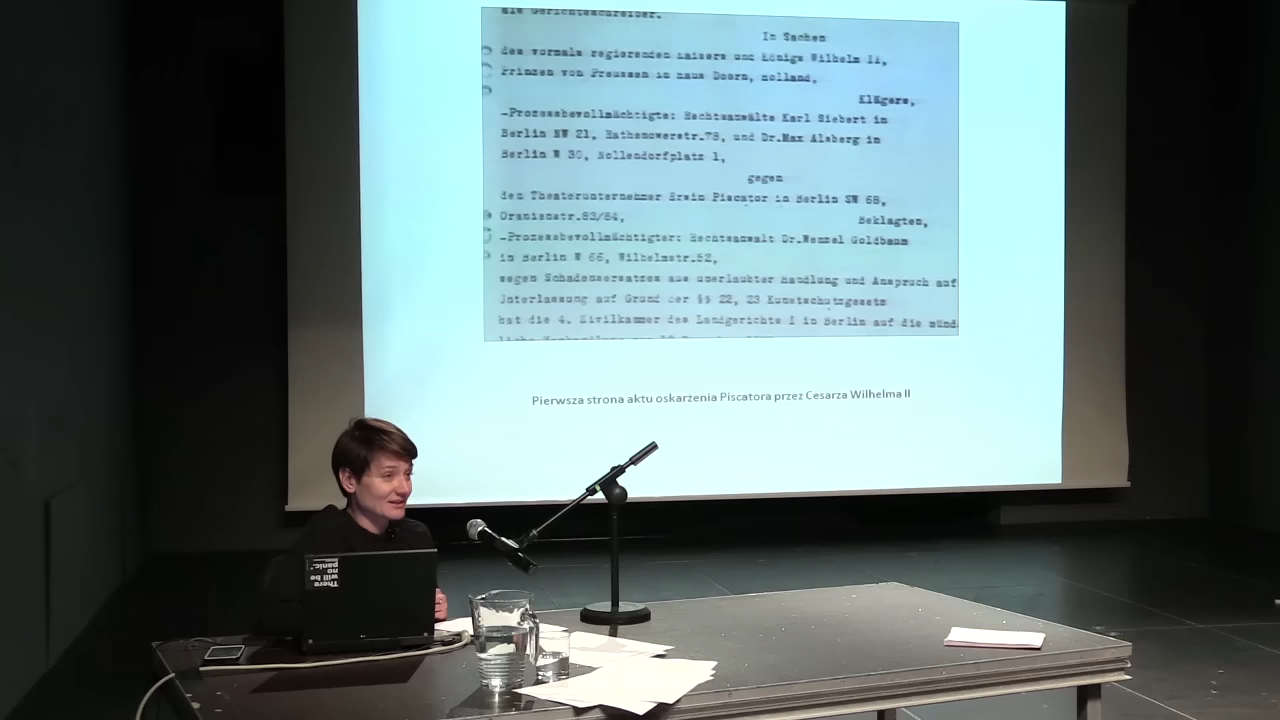 als Gerichtsschreiber.
In Sachen
des vormals regierenden Kaisers und Königs Wilhelm II,
Prinzen von Preussen in Haus Doorn, Holland,
Klägers,
-Prozessbevollmächtigte: Rechtsanwälte Karl Siebert in
Berlin NW 21, Rathenowerstr.78, und Dr.Max Alsberg in
Berlin W 30, Nollendorfplatz 1,
gegen
den Theaterunternehmer Erwin Piscator in Berlin SW 68,
Oranienstr.83/84,
Beklagten,
-Prozessbevollmächtigter: Rechtsanwalt Dr.Wenzel Goldbaum
in Berlin W 66, Wilhelmstr.52,
wegen Schadensersatzes aus unerlaubter Handlung und Anspruch auf
Unterlassung auf Grund der §§ 22, 23 Kunstschutzgesetz
hat die 4. Zivilkammer des Landgerichts I in Berlin auf die münd
Pierwsza strona aktu oskarżenia Piscatora przez Cesarza Wilhelma II
There
will be
no
panic."